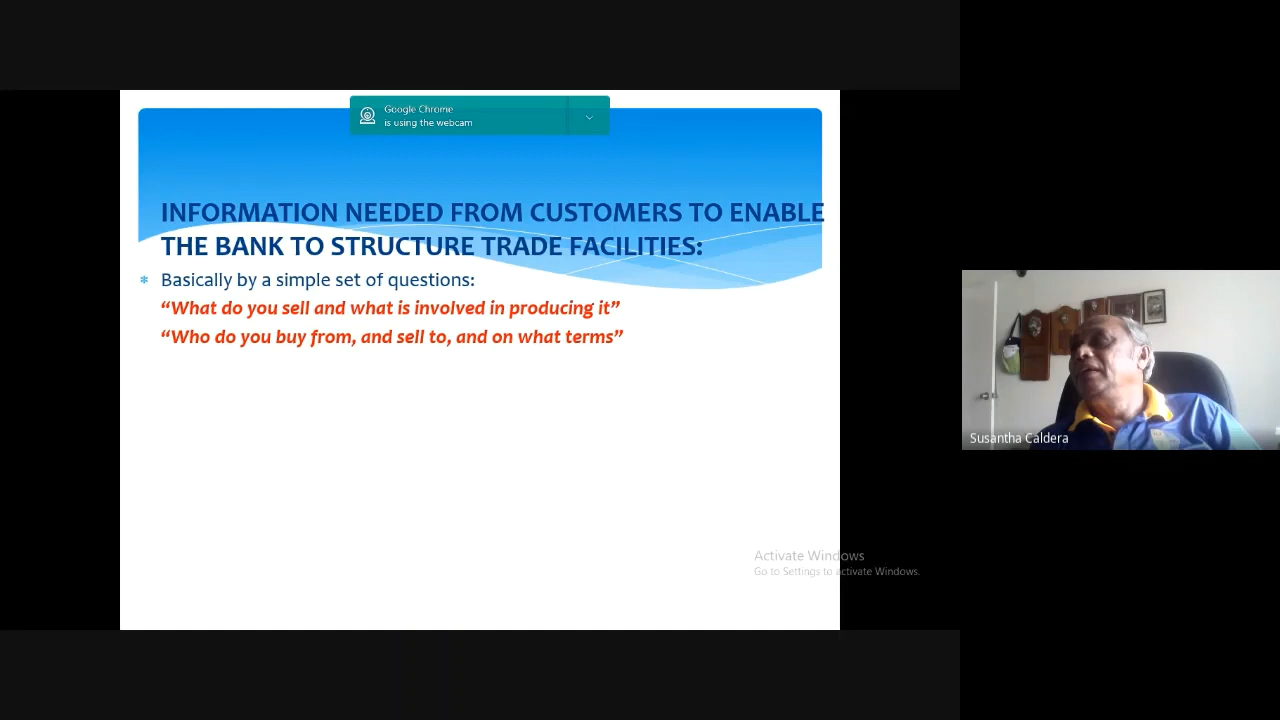 Google Chrome
is using the webcam
INFORMATION NEEDED FROM CUSTOMERS TO ENABLE
THE BANK TO STRUCTURE TRADE FACILITIES:
Basically by a simple set of questions:
“What do you sell and what is involved in producing it”
“Who do you buy from, and sell to, and on what terms”
Susantha Caldera
Activate Windows
Go to Settings to activate Windows.